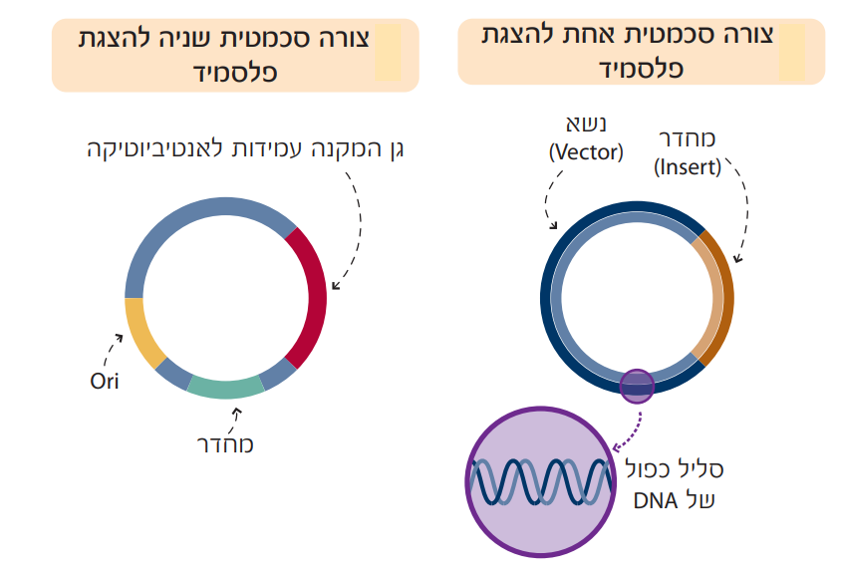 צורה סכמטית אחת להצגת
פלסמיד
נשא
(Vector)
מחדר
(Insert)
סליל כפול
של DNA
צורה סכמטית שניה להצגת
פלסמיד
גן המקנה עמידות לאנטיביוטיקה
Ori
מחדר